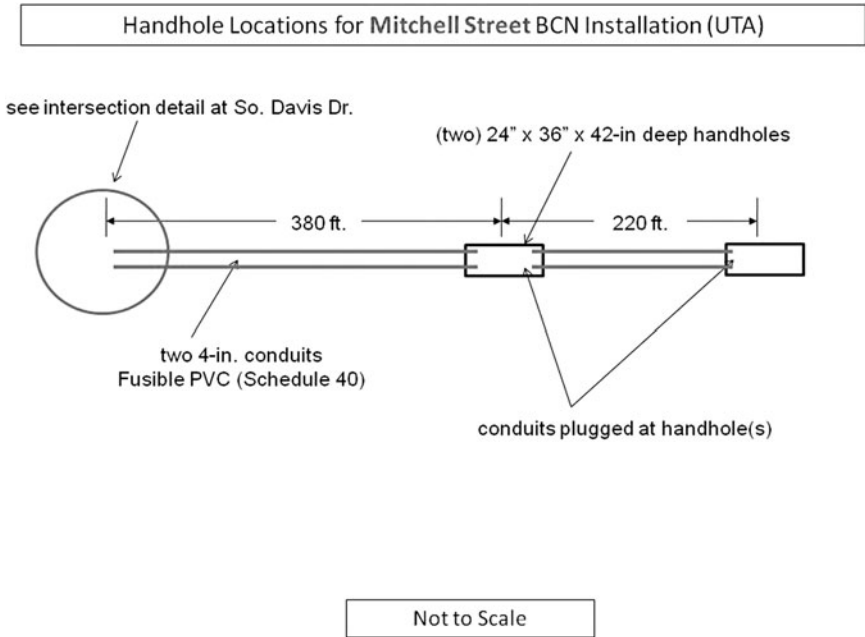 Handhole Locations for Mitchell Street BCN Installation (UTA)
see intersection detail at So. Davis Dr.
(two) 24” x 36” x 42-in deep handholes
380 ft.
220 ft.
two 4-in. conduits
Fusible PVC (Schedule 40)
conduits plugged at handhole(s)
Not to Scale